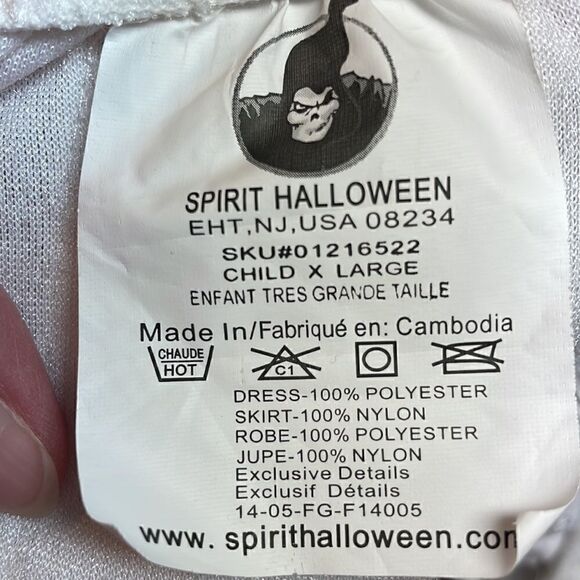 SPIRIT HALLOWEEN
EHT,NJ,USA 08234
SKU#01216522
CHILD X LARGE
ENFANT TRES GRANDE TAILLE
Made In/Fabriqué en: Cambodia
CHAUDE
HOT
C1
DRESS-100% POLYESTER
SKIRT-100% NYLON
ROBE-100% POLYESTER
JUPE-100% NYLON
Exclusive Details
Exclusif Détails
14-05-FG-F14005
www. spirithalloween.com